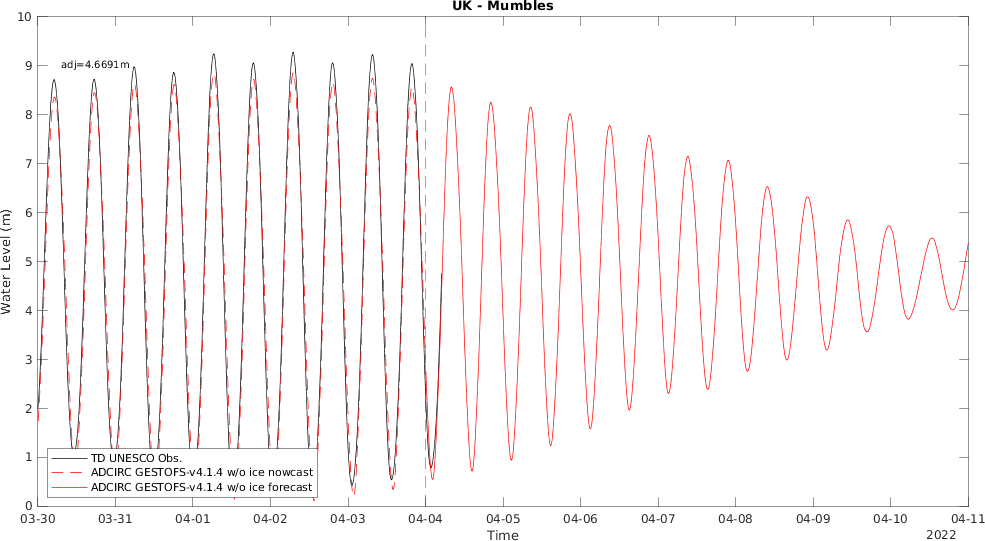 UK - Mumbles
10
9
8
7
6
5
4
3
2
1
0
Water Level (m)
adj=4.6691m
TD UNESCO Obs.
ADCIRC GESTOFS-v4.1.4 w/o ice nowcast
ADCIRC GESTOFS-v4.1.4 w/o ice forecast
03-30 03-31 04-01 04-02 04-03 04-04 04-05 04-06 04-07 04-08 04-09 04-10 04-11
Time
2022